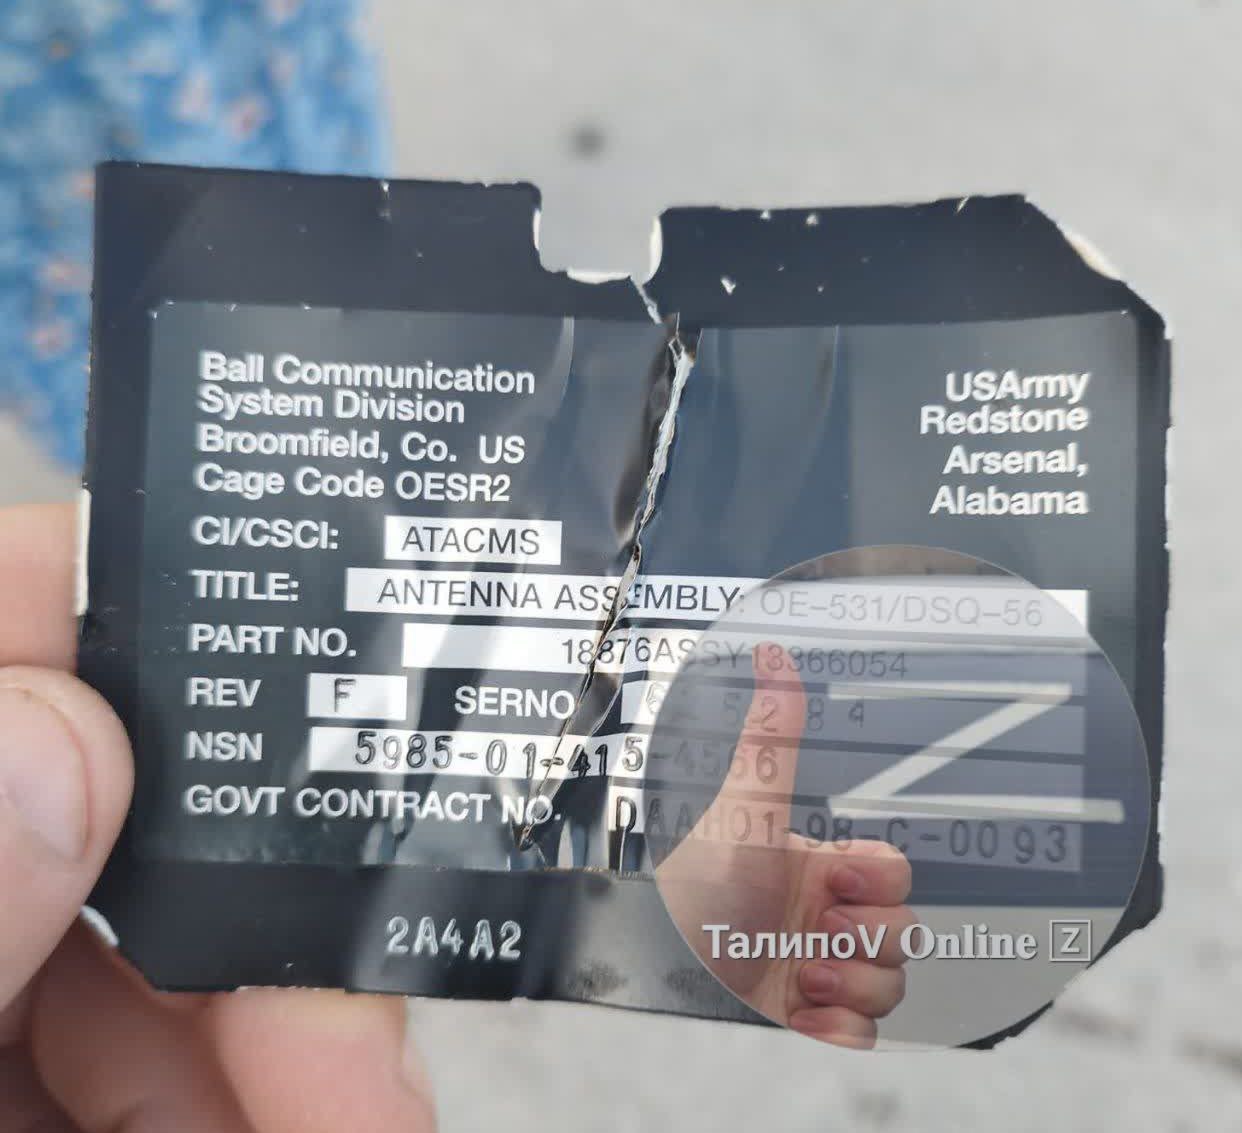 Ball Communication
System Division
Broomfield, Co. US
Cage Code OESR2
USArmy
Redstone
Arsenal,
Alabama
CI/CSCI: ATACMS
TITLE: ANTENNA ASSEMBLY: OE-531/DSQ-56
PART NO. 18876ASSY13366054
REV F SERNO
NSN 5985-01-415-4566
GOVT CONTRACT NO. DAAH01-98-C-0093
2A4A2
ТалипоV Online Z